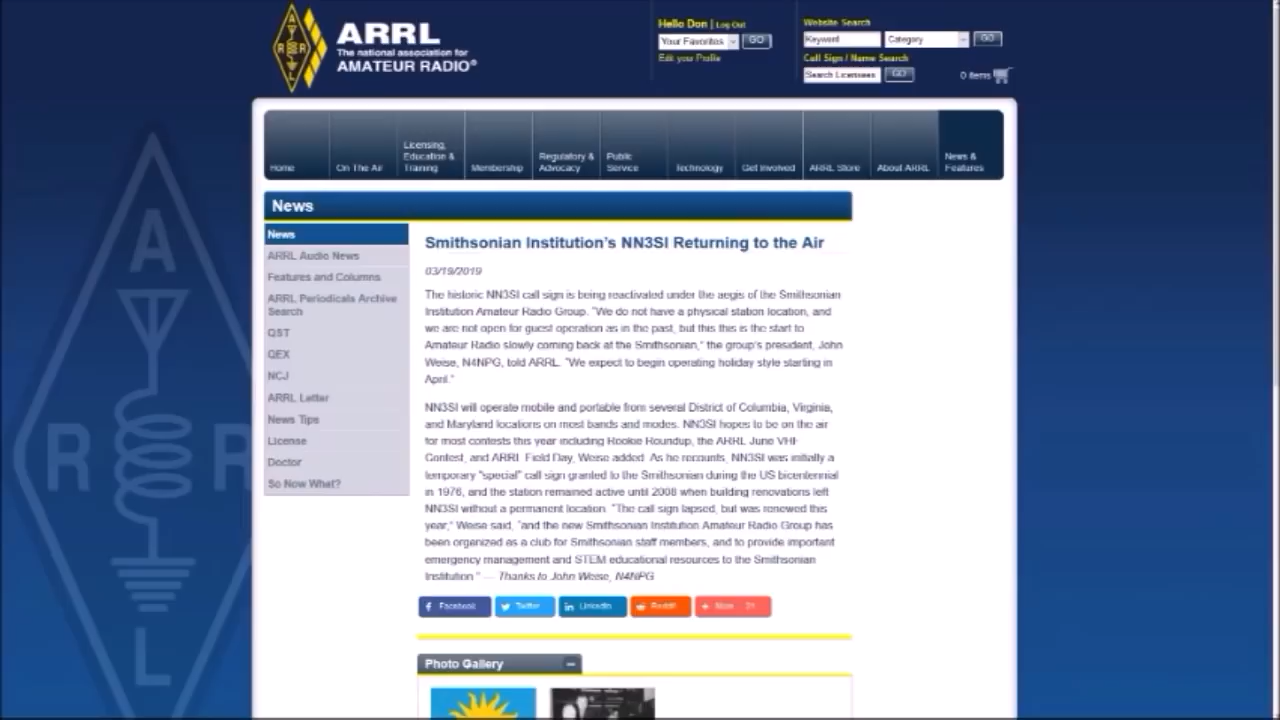 ARRL
The national association for
AMATEUR RADIO®
Hello Don | Log Out
Your Favorites
GO
Edit your Profile
Website Search
Keyword
Category
GO
Call Sign / Name Search
Search Licensees
GO
0 items
Home
On The Air
Licensing,
Education &
Training
Membership
Regulatory &
Advocacy
Public
Service
Technology
Get Involved
ARRL Store
About ARRL
News &
Features
News
News
ARRL Audio News
Features and Columns
ARRL Periodicals Archive
Search
QST
QEX
NCJ
ARRL Letter
News Tips
License
Doctor
So Now What?
Smithsonian Institution's NN3SI Returning to the Air
03/19/2019
The historic NN3SI call sign is being reactivated under the aegis of the Smithsonian
Institution Amateur Radio Group. "We do not have a physical station location, and
we are not open for guest operation as in the past, but this this is the start to
Amateur Radio slowly coming back at the Smithsonian," the group's president, John
Weise, N4NPG, told ARRL. "We expect to begin operating holiday style starting in
April."
NN3SI will operate mobile and portable from several District of Columbia, Virginia,
and Maryland locations on most bands and modes. NN3SI hopes to be on the air
for most contests this year including Rookie Roundup, the ARRL June VHF
Contest, and ARRL Field Day, Weise added. As he recounts, NN3SI was initially a
temporary "special" call sign granted to the Smithsonian during the US bicentennial
in 1976, and the station remained active until 2008 when building renovations left
NN3SI without a permanent location. "The call sign lapsed, but was renewed this
year," Weise said, "and the new Smithsonian Institution Amateur Radio Group has
been organized as a club for Smithsonian staff members, and to provide important
emergency management and STEM educational resources to the Smithsonian
Institution." — Thanks to John Weise, N4NPG
Facebook
Twitter
LinkedIn
Reddit
More
Photo Gallery
A
R R
L